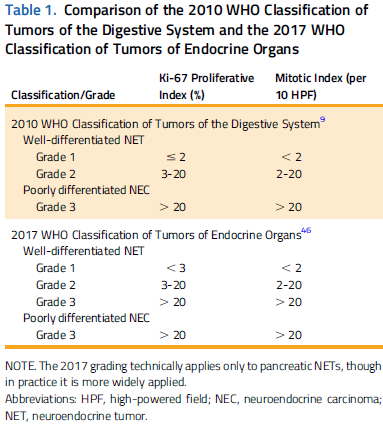 Table 1. Comparison of the 2010 WHO Classification of
Tumors of the Digestive System and the 2017 WHO
Classification of Tumors of Endocrine Organs
Classification/Grade Ki-67 Proliferative Index (%) Mitotic Index (per 10 HPF)
2010 WHO Classification of Tumors of the Digestive System9
Well-differentiated NET
Grade 1 ≤ 2 < 2
Grade 2 3-20 2-20
Poorly differentiated NEC
Grade 3 > 20 > 20
2017 WHO Classification of Tumors of Endocrine Organs46
Well-differentiated NET
Grade 1 < 3 < 2
Grade 2 3-20 2-20
Grade 3 > 20 > 20
Poorly differentiated NEC
Grade 3 > 20 > 20
NOTE. The 2017 grading technically applies only to pancreatic NETs, though
in practice it is more widely applied.
Abbreviations: HPF, high-powered field; NEC, neuroendocrine carcinoma;
NET, neuroendocrine tumor.